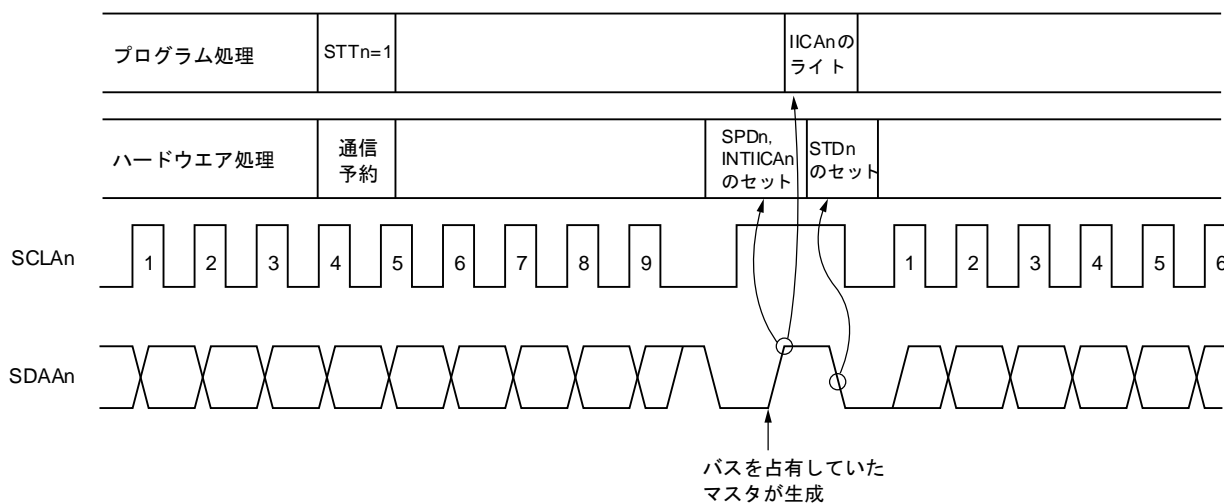 プログラム処理
STTn=1
IICAnの
ライト
ハードウエア処理
通信
予約
SPDn,
INTIICAn
のセット
STDn
のセット
SCLAn
1 2 3 4 5 6 7 8 9 1 2 3 4 5 6
SDAAn
バスを占有していた
マスタが生成